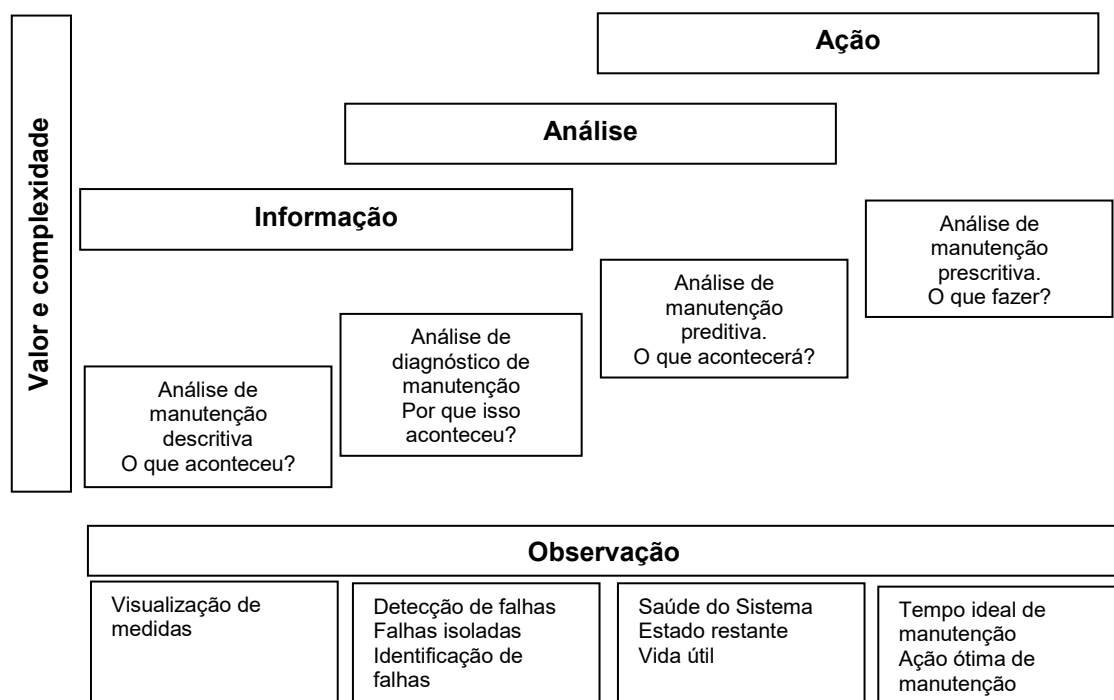 Ação
Análise
Valor e complexidade
Informação
Análise de
manutenção
descritiva
O que aconteceu?
Análise de
diagnóstico de
manutenção
Por que isso
aconteceu?
Análise de
manutenção
preditiva.
O que acontecerá?
Análise de
manutenção
prescritiva.
O que fazer?
Observação
Visualização de
medidas
Detecção de falhas
Falhas isoladas
Identificação de
falhas
Saúde do Sistema
Estado restante
Vida útil
Tempo ideal de
manutenção
Ação ótima de
manutenção